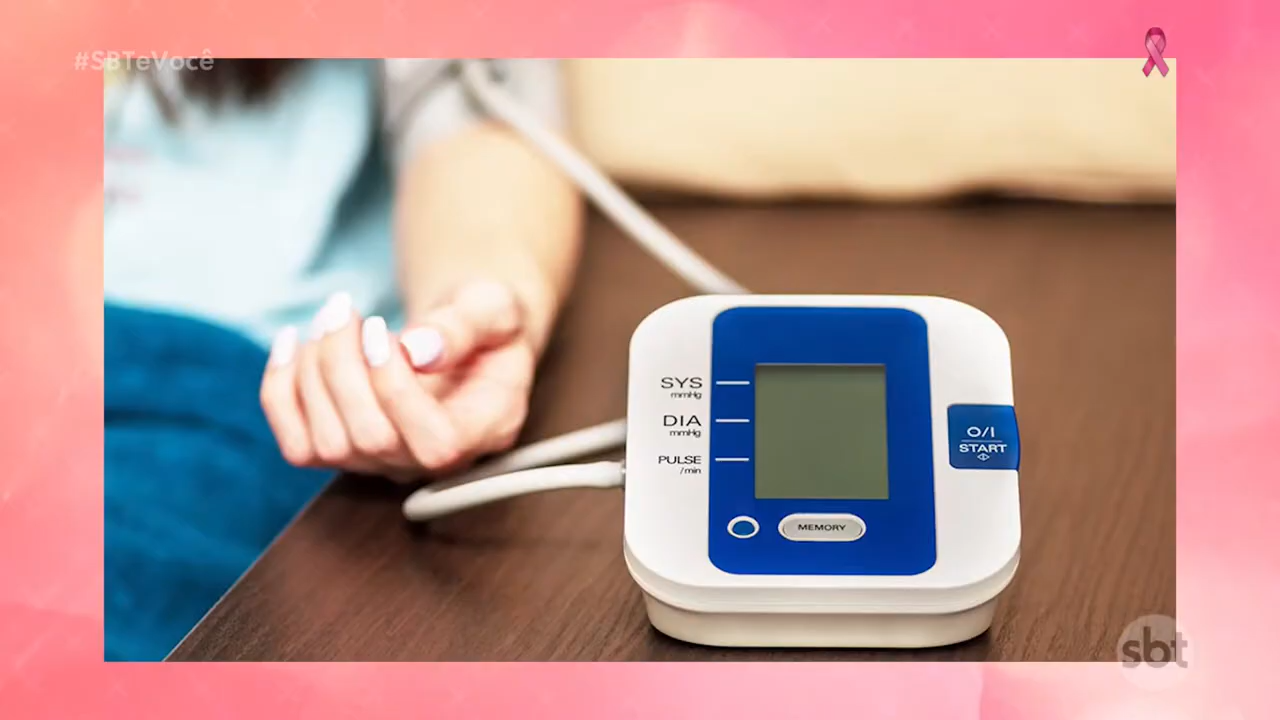 #SBTeVocê
SYS
mmHg
DIA
mmHg
PULSE
/min
O/I
START
MEMORY
sbt